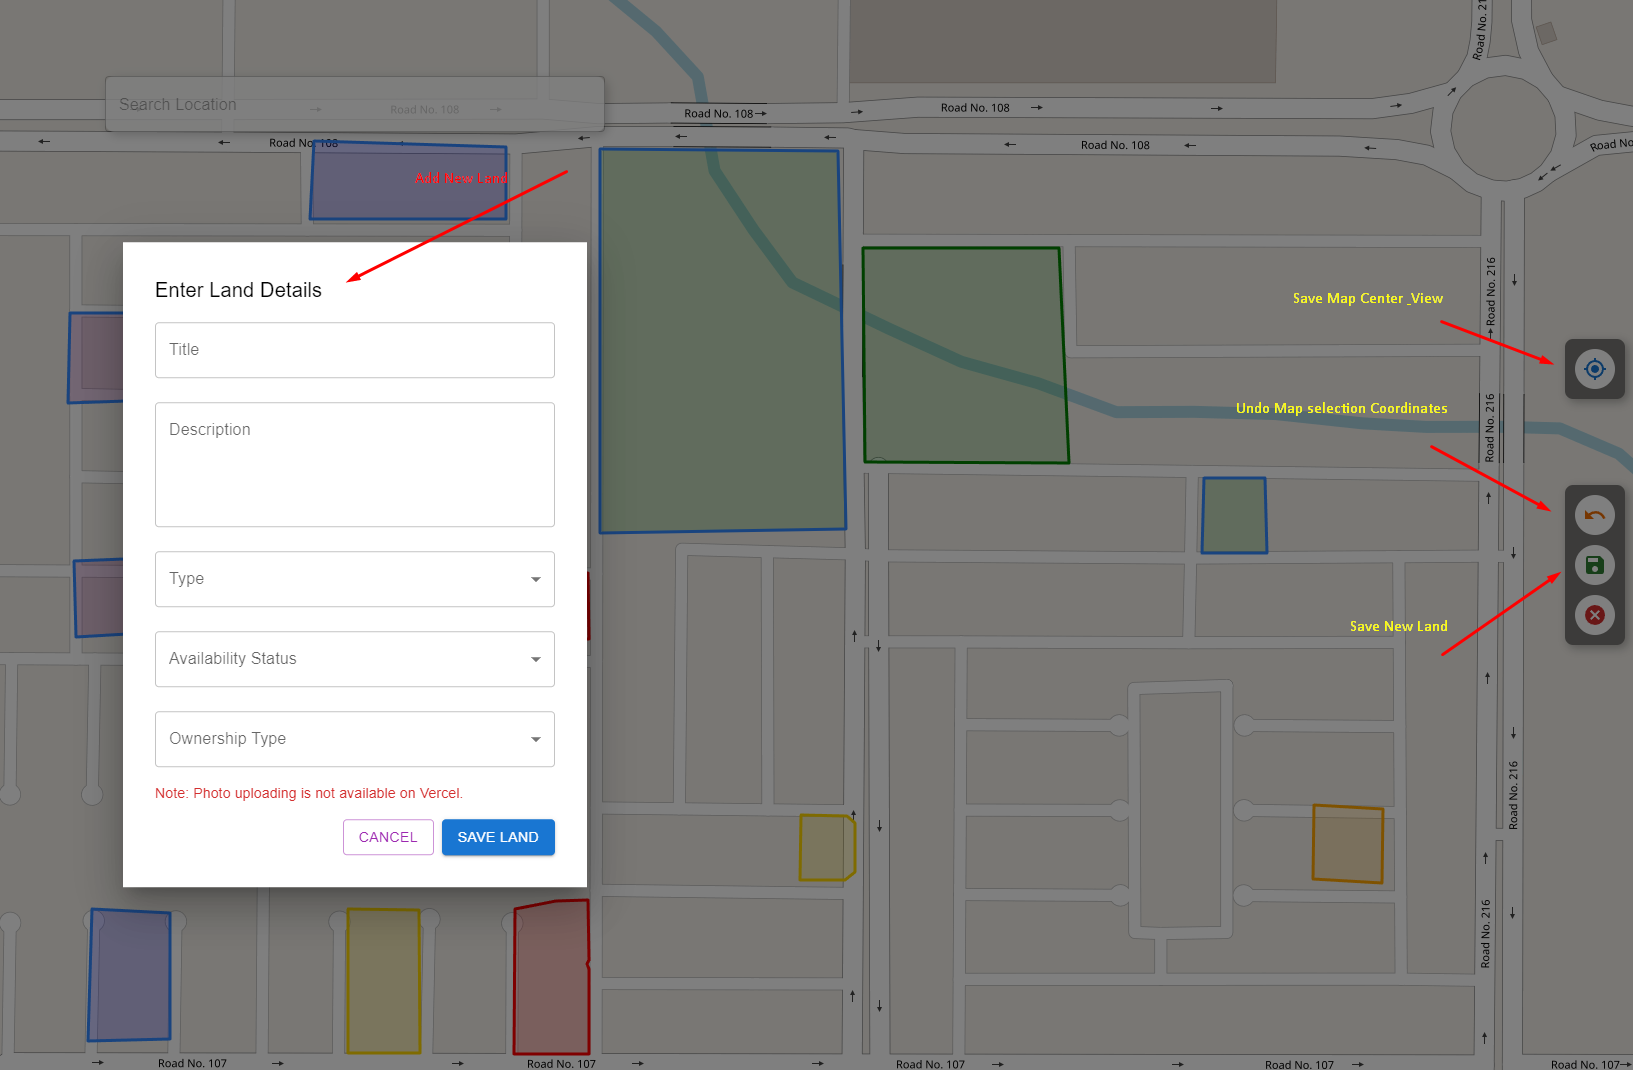 Road No. 21
Search Location
Road No. 108
Road No. 108
Road No. 108
Road No. 108
Road No. 108
Road No
Add New Land
Enter Land Details
Title
Description
Type
Availability Status
Ownership Type
Note: Photo uploading is not available on Vercel.
CANCEL
SAVE LAND
Save Map Center _View
Road No. 216
Undo Map selection Coordinates
Road No. 216
Save New Land
Road No. 216
Road No. 216
Road No. 107
Road No. 107
Road No. 107
Road No. 107
Road No. 107